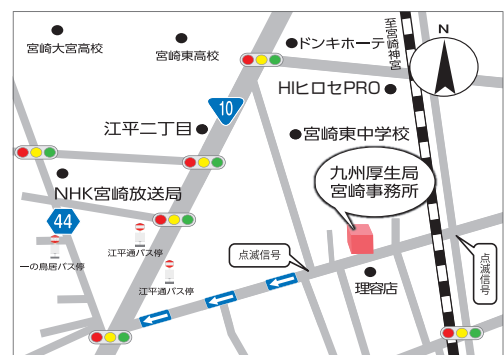 宮崎大宮高校
宮崎東高校
ドンキホーテ
至宮崎神宮
N
HIヒロセPRO
10
江平二丁目
宮崎東中学校
九州厚生局
宮崎事務所
NHK宮崎放送局
44
一の鳥居バス停
江平通バス停
江平通バス停
点滅信号
点滅信号
理容店